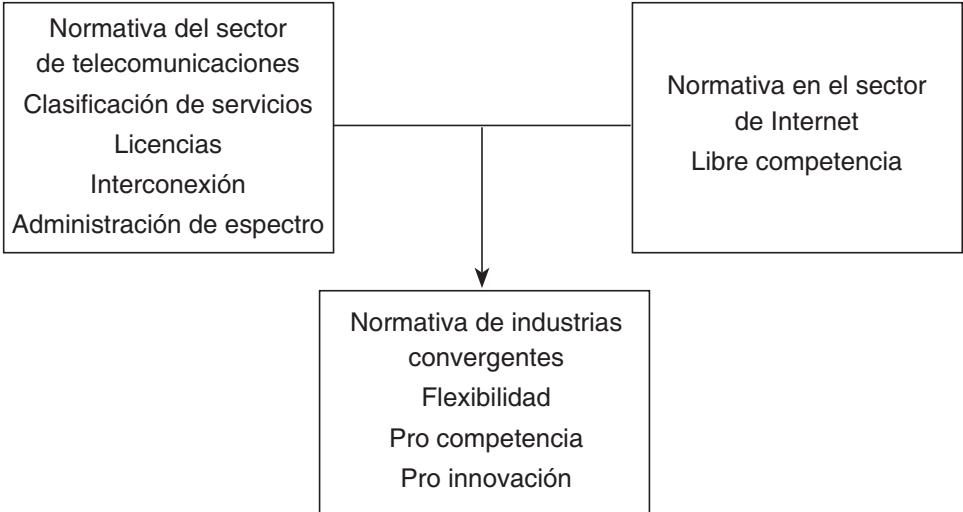 Normativa del sector
de telecomunicaciones
Clasificación de servicios
Licencias
Interconexión
Administración de espectro
Normativa en el sector
de Internet
Libre competencia
Normativa de industrias
convergentes
Flexibilidad
Pro competencia
Pro innovación